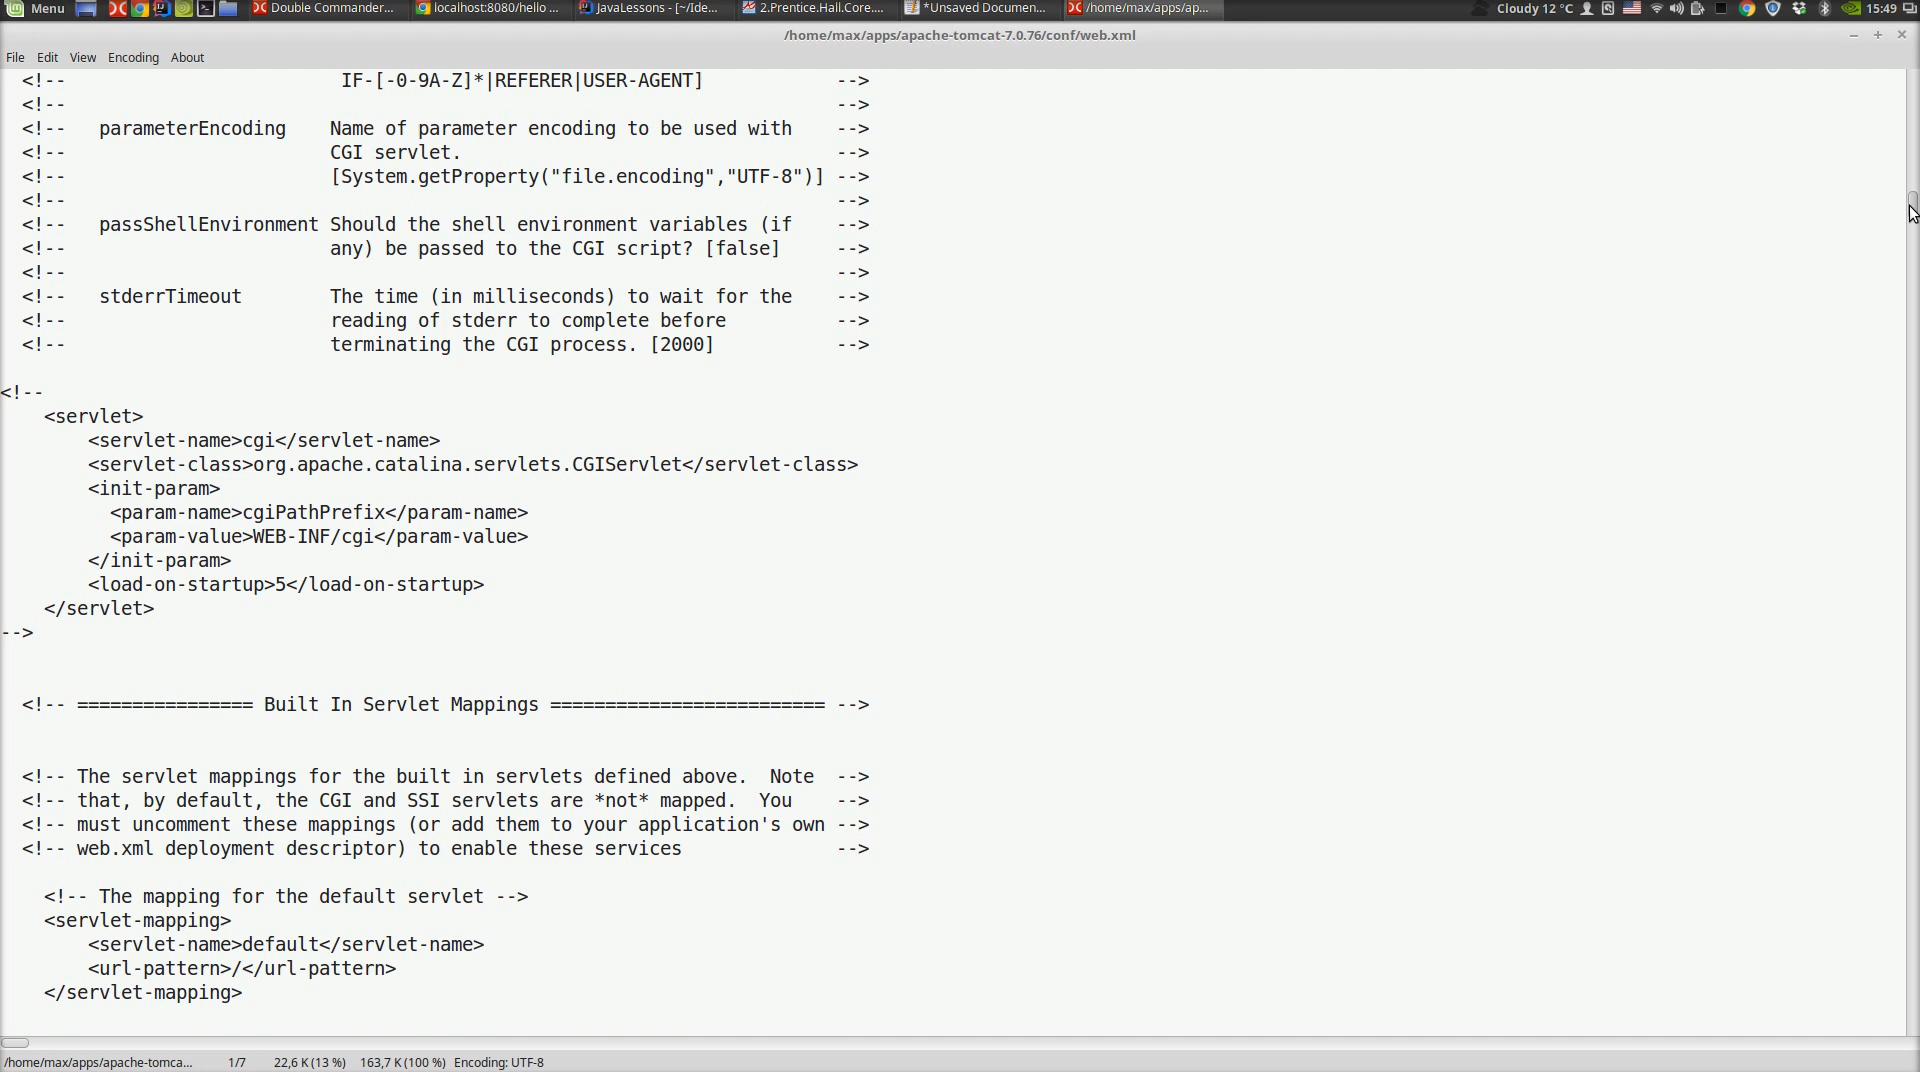 Menu
Double Commander...
localhost:8080/hello ...
JavaLessons - [~/Ide...
2.Prentice.Hall.Core....
*Unsaved Documen...
/home/max/apps/ap...
Cloudy 12 °C
15:49
/home/max/apps/apache-tomcat-7.0.76/conf/web.xml
File Edit View Encoding About
<!--                         IF-[-0-9A-Z]*|REFERER|USER-AGENT]            -->
<!--                                                                      -->
<!--   parameterEncoding    Name of parameter encoding to be used with    -->
<!--                        CGI servlet.                                  -->
<!--                        [System.getProperty("file.encoding","UTF-8")] -->
<!--                                                                      -->
<!--   passShellEnvironment Should the shell environment variables (if    -->
<!--                        any) be passed to the CGI script? [false]     -->
<!--                                                                      -->
<!--   stderrTimeout        The time (in milliseconds) to wait for the    -->
<!--                        reading of stderr to complete before          -->
<!--                        terminating the CGI process. [2000]           -->
<!--
    <servlet>
        <servlet-name>cgi</servlet-name>
        <servlet-class>org.apache.catalina.servlets.CGIServlet</servlet-class>
        <init-param>
          <param-name>cgiPathPrefix</param-name>
          <param-value>WEB-INF/cgi</param-value>
        </init-param>
        <load-on-startup>5</load-on-startup>
    </servlet>
-->
<!-- ================ Built In Servlet Mappings ========================= -->
<!-- The servlet mappings for the built in servlets defined above.  Note  -->
<!-- that, by default, the CGI and SSI servlets are *not* mapped.  You    -->
<!-- must uncomment these mappings (or add them to your application's own -->
<!-- web.xml deployment descriptor) to enable these services              -->
    <!-- The mapping for the default servlet -->
    <servlet-mapping>
        <servlet-name>default</servlet-name>
        <url-pattern>/</url-pattern>
    </servlet-mapping>
/home/max/apps/apache-tomca... 1/7 22,6 K (13 %) 163,7 K (100 %) Encoding: UTF-8